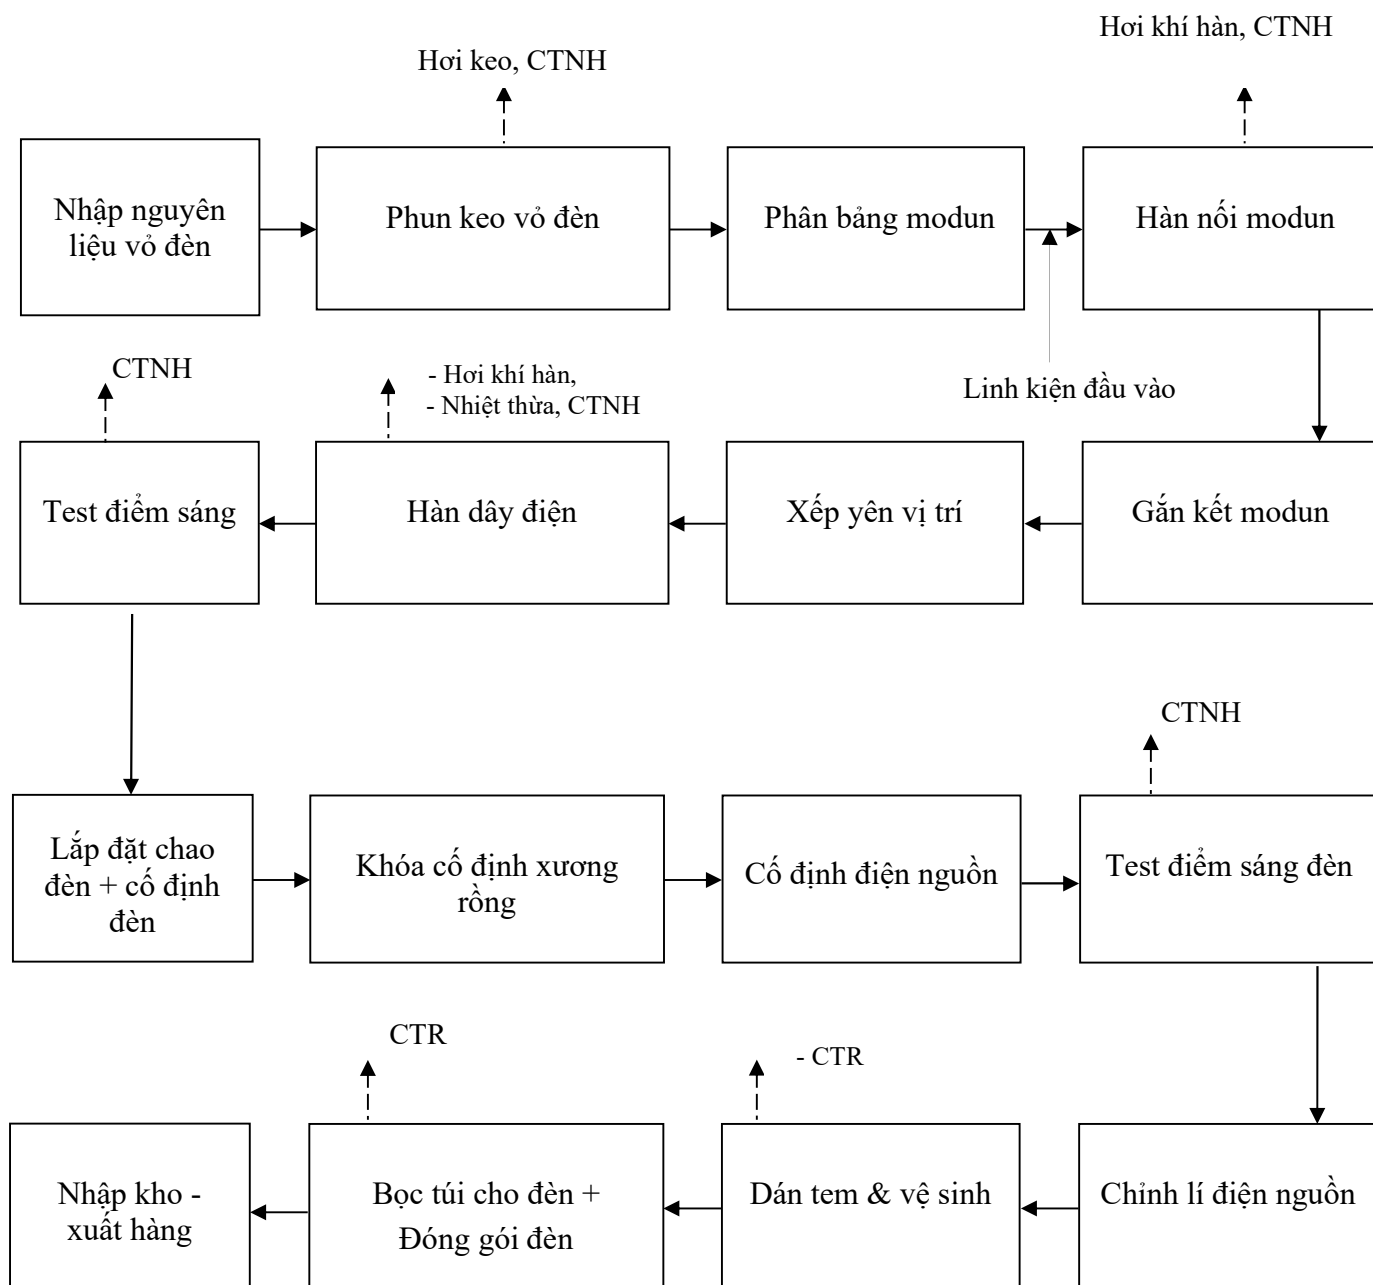 Hơi khí hàn, CTNH
Hơi keo, CTNH
Nhập nguyên
liệu vỏ đèn
Phun keo vỏ đèn
Phân bảng modun
Hàn nối modun
CTNH
- Hơi khí hàn,
- Nhiệt thừa, CTNH
Linh kiện đầu vào
Test điểm sáng
Hàn dây điện
Xếp yên vị trí
Gắn kết modun
CTNH
Lắp đặt chao
đèn + cố định
đèn
Khóa cố định xương
rồng
Cố định điện nguồn
Test điểm sáng đèn
CTR
- CTR
Nhập kho -
xuất hàng
Bọc túi cho đèn +
Đóng gói đèn
Dán tem & vệ sinh
Chỉnh lí điện nguồn